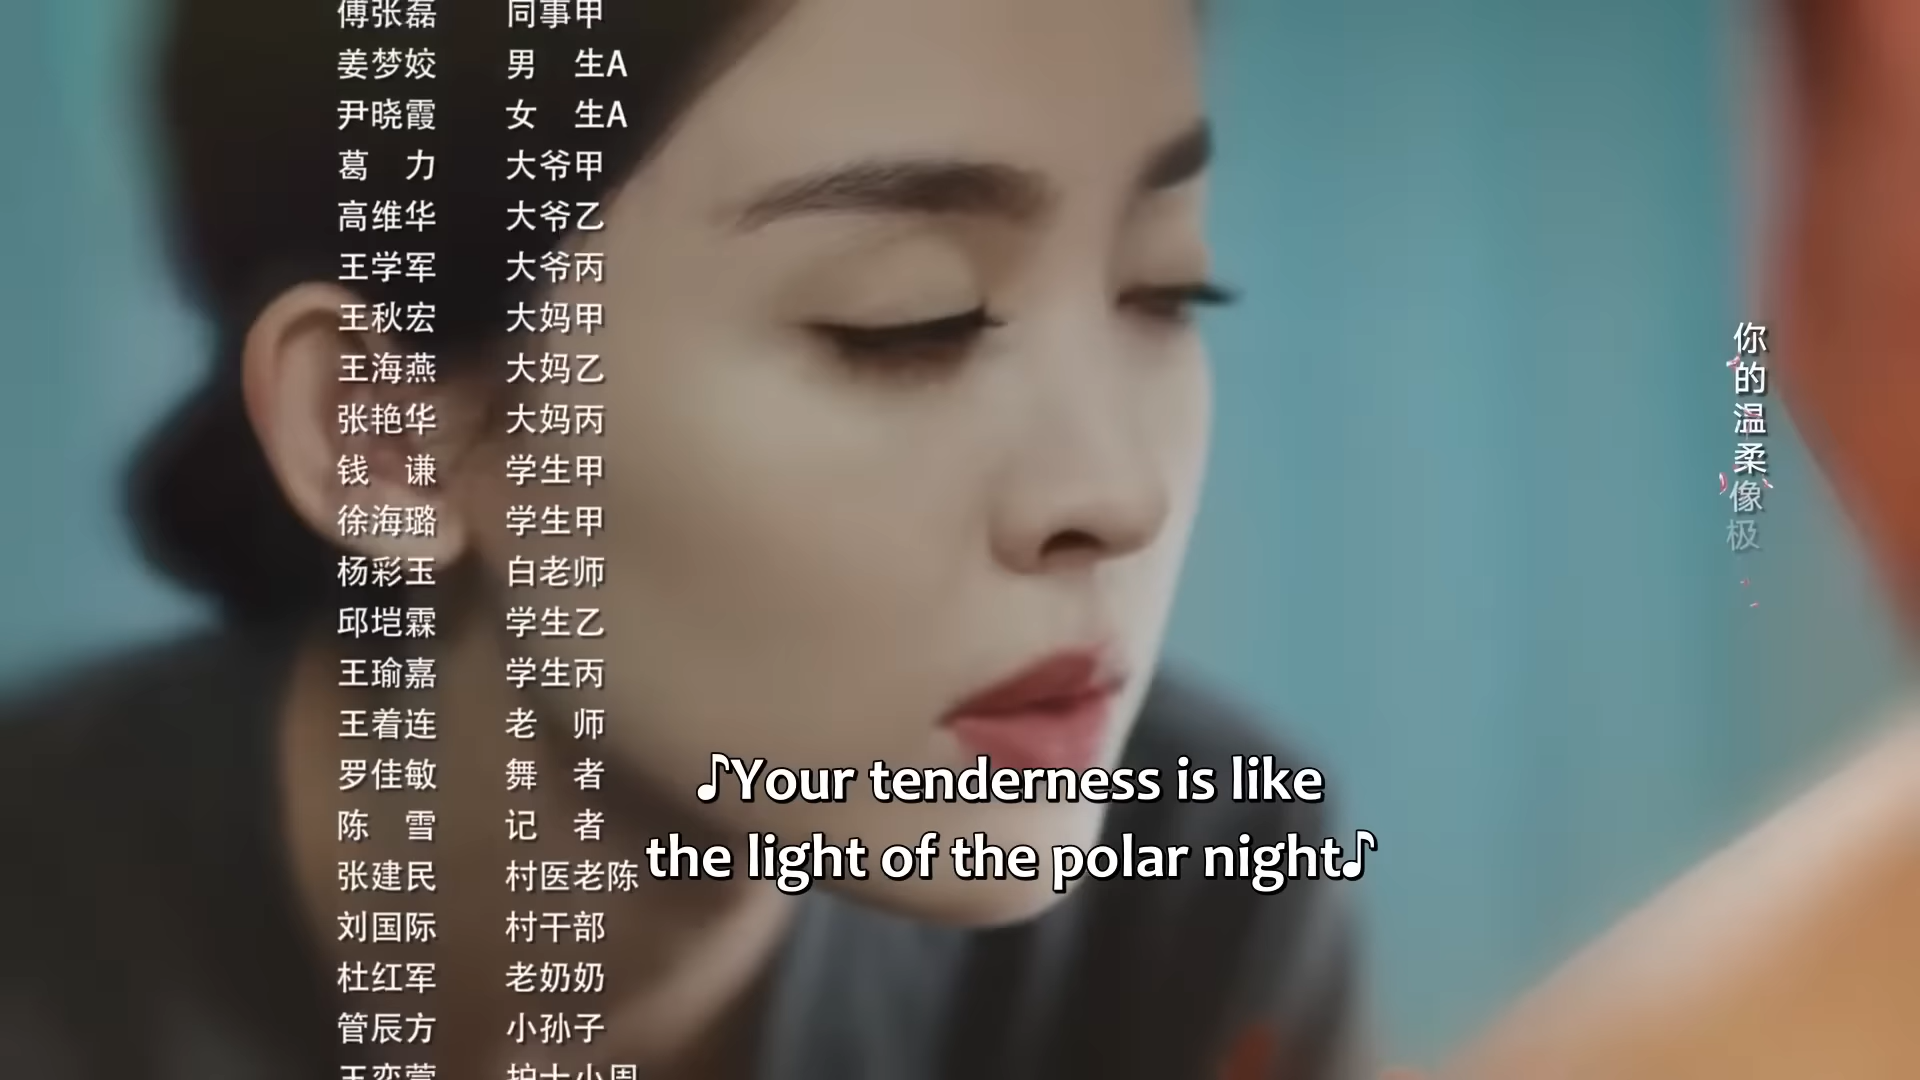 傅张磊 同事甲
姜梦姣 男 生A
尹晓霞 女 生A
葛 力 大爷甲
高维华 大爷乙
王学军 大爷丙
王秋宏 大妈甲
王海燕 大妈乙
张艳华 大妈丙
钱 谦 学生甲
徐海璐 学生甲
杨彩玉 白老师
邱垲霖 学生乙
王瑜嘉 学生丙
王着连 老 师
罗佳敏 舞 者
陈 雪 记 者
张建民 村医老陈
刘国际 村干部
杜红军 老奶奶
管辰方 小孙子
王奕萱 护士小周
你的温柔像极
♪Your tenderness is like
the light of the polar night♪